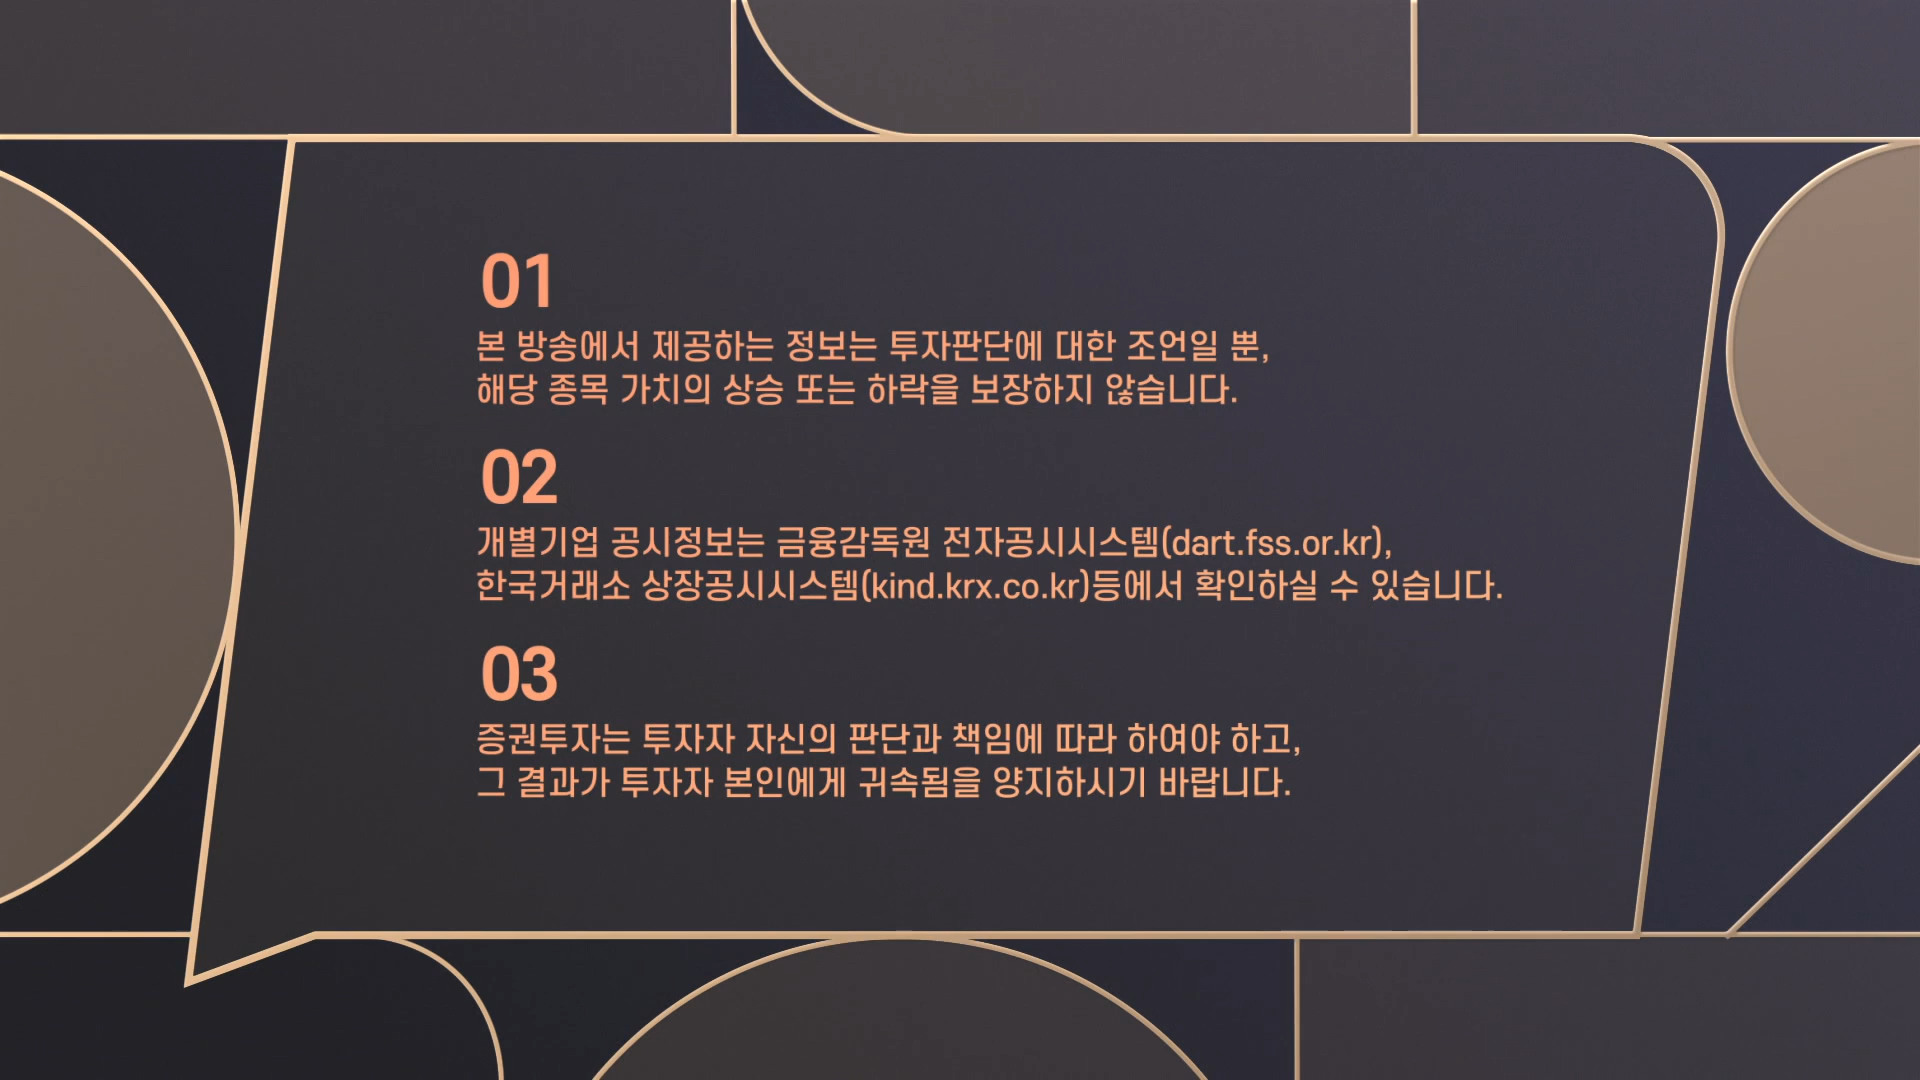 01
본 방송에서 제공하는 정보는 투자판단에 대한 조언일 뿐,
해당 종목 가치의 상승 또는 하락을 보장하지 않습니다.
02
개별기업 공시정보는 금융감독원 전자공시시스템(dart.fss.or.kr),
한국거래소 상장공시시스템(kind.krx.co.kr)등에서 확인하실 수 있습니다.
03
증권투자는 투자자 자신의 판단과 책임에 따라 하여야 하고,
그 결과가 투자자 본인에게 귀속됨을 양지하시기 바랍니다.